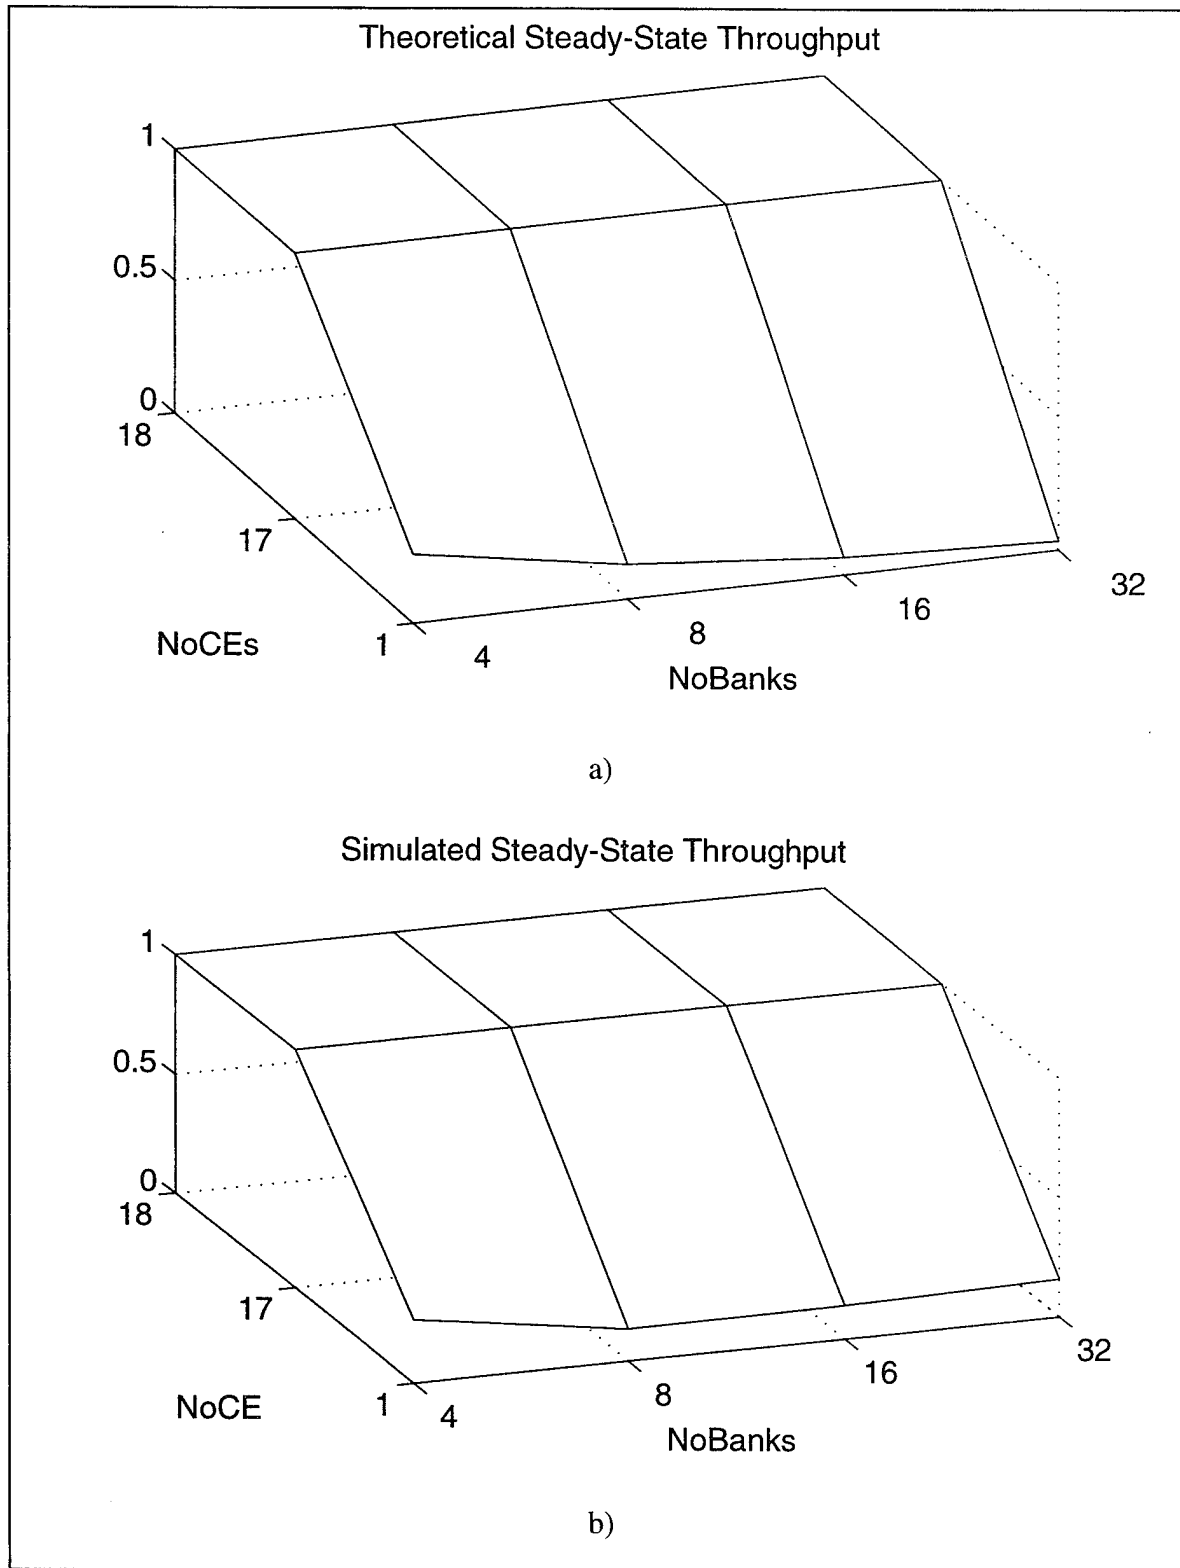 Theoretical Steady-State Throughput
1
0.5
0
18
17
1
4
8
16
32
NoCEs
NoBanks
a)
Simulated Steady-State Throughput
1
0.5
0
18
17
1
4
8
16
32
NoCE
NoBanks
b)